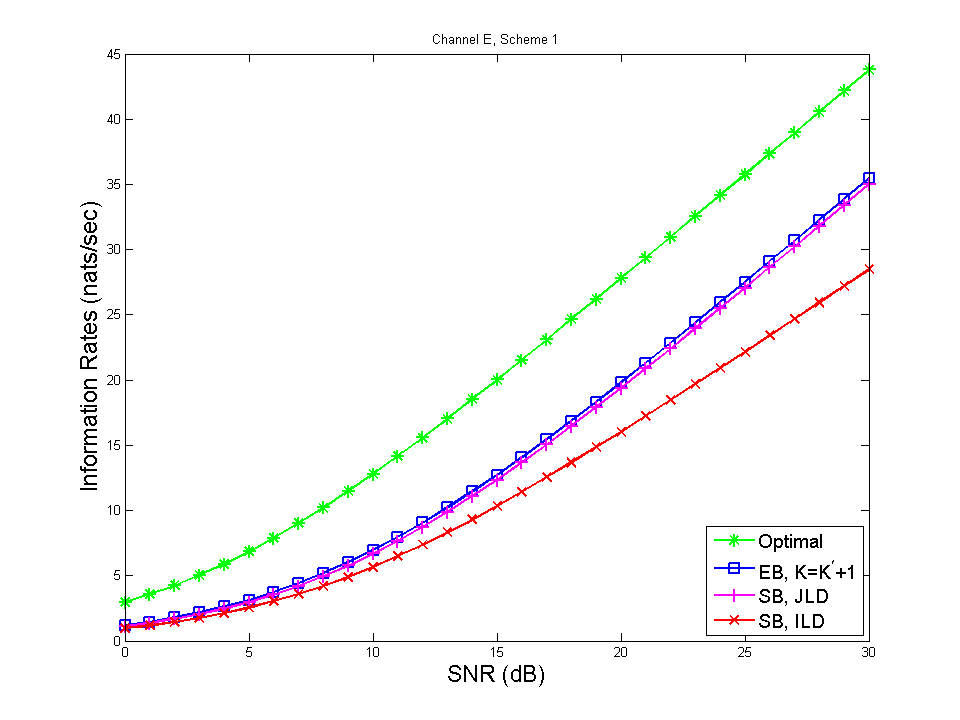 Channel E, Scheme 1
45
40
35
30
25
20
15
10
5
0
Information Rates (nats/sec)
0 5 10 15 20 25 30
SNR (dB)
Optimal
EB, K=K′+1
SB, JLD
SB, ILD